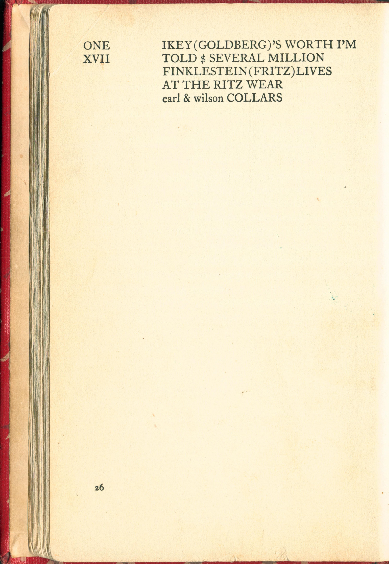 ONE
XVII
IKEY(GOLDBERG)'S WORTH I'M
TOLD $ SEVERAL MILLION
FINKLESTEIN(FRITZ)LIVES
AT THE RITZ WEAR
earl & wilson COLLARS
26